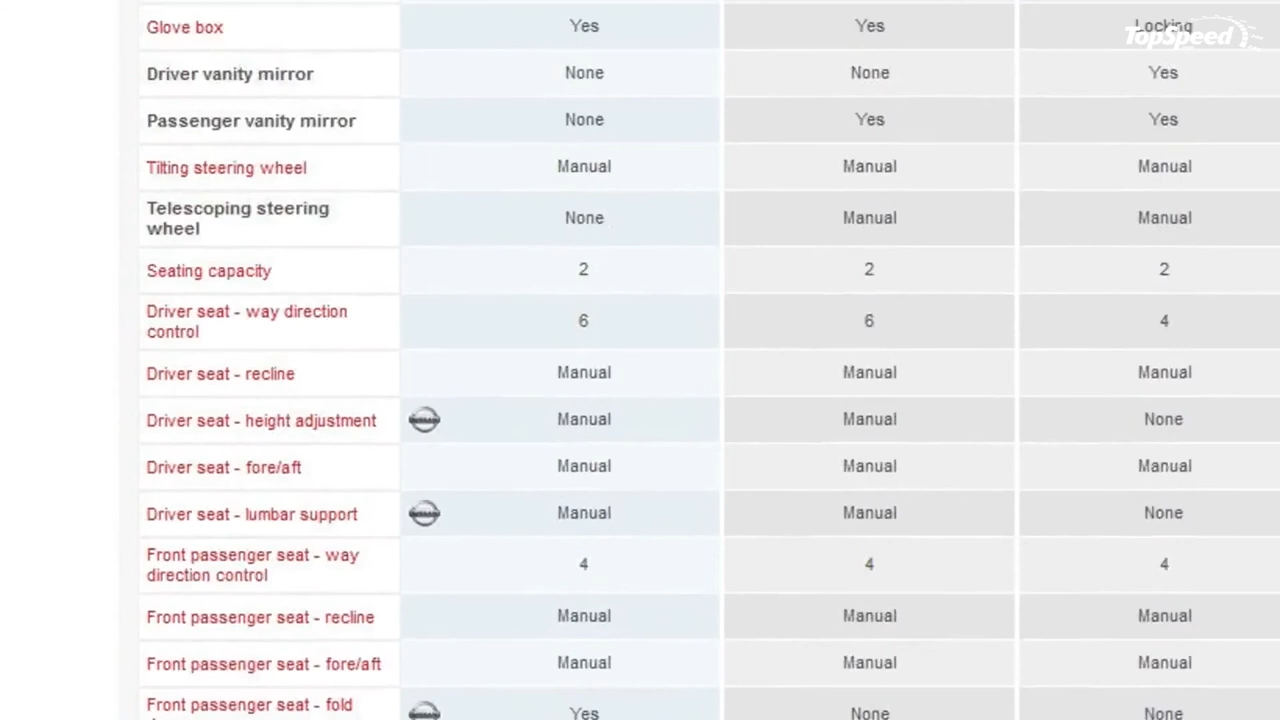 Glove box Yes Yes Locking
TopSpeed
Driver vanity mirror None None Yes
Passenger vanity mirror None Yes Yes
Tilting steering wheel Manual Manual Manual
Telescoping steering
wheel None Manual Manual
Seating capacity 2 2 2
Driver seat - way direction
control 6 6 4
Driver seat - recline Manual Manual Manual
Driver seat - height adjustment NISSAN Manual Manual None
Driver seat - fore/aft Manual Manual Manual
Driver seat - lumbar support NISSAN Manual Manual None
Front passenger seat - way
direction control 4 4 4
Front passenger seat - recline Manual Manual Manual
Front passenger seat - fore/aft Manual Manual Manual
Front passenger seat - fold Yes None None